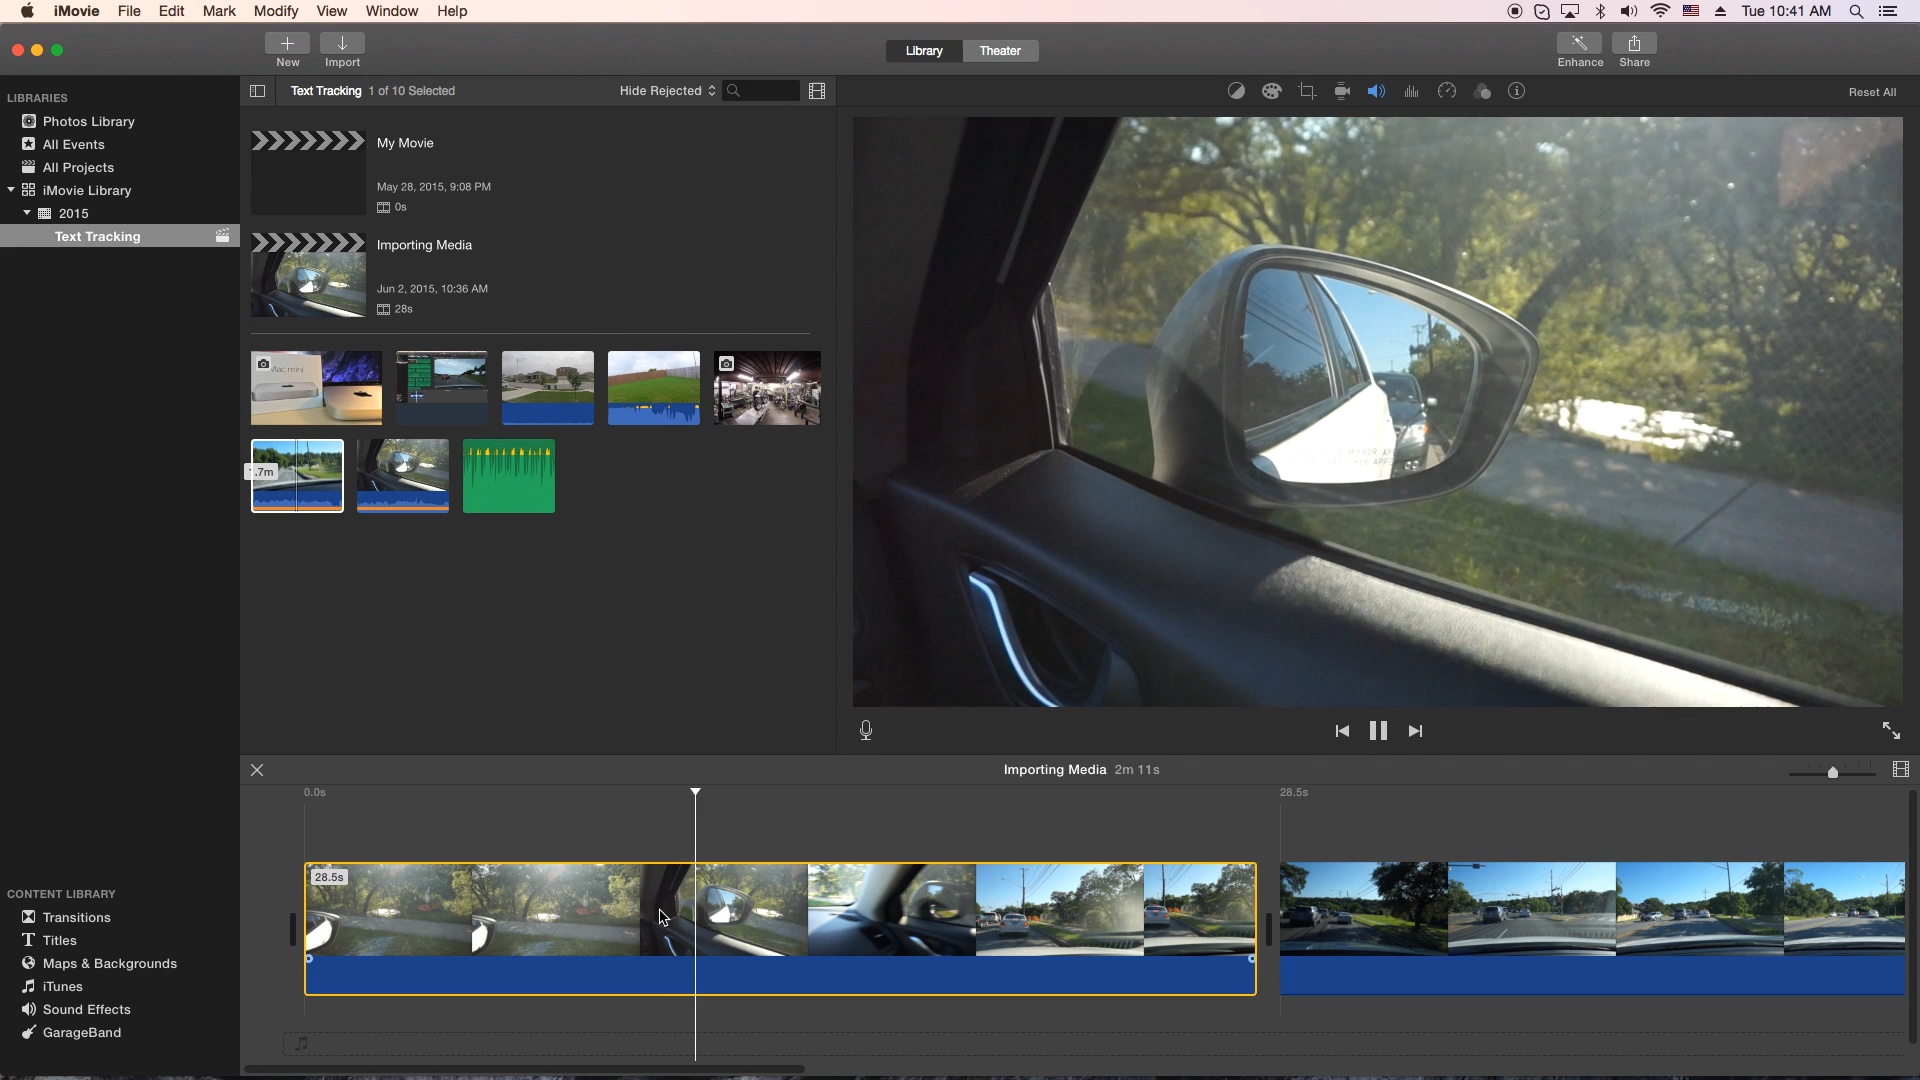 iMovie File Edit Mark Modify View Window Help
Tue 10:41 AM
New Import Library Theater Enhance Share
LIBRARIES
Photos Library
All Events
All Projects
iMovie Library
2015
Text Tracking
Text Tracking 1 of 10 Selected Hide Rejected
Reset All
My Movie
May 28, 2015, 9:08 PM
0s
Importing Media
Jun 2, 2015, 10:36 AM
28s
Mac mini
.7m
Importing Media 2m 11s
0.0s 28.5s
28.5s
CONTENT LIBRARY
Transitions
Titles
Maps & Backgrounds
iTunes
Sound Effects
GarageBand